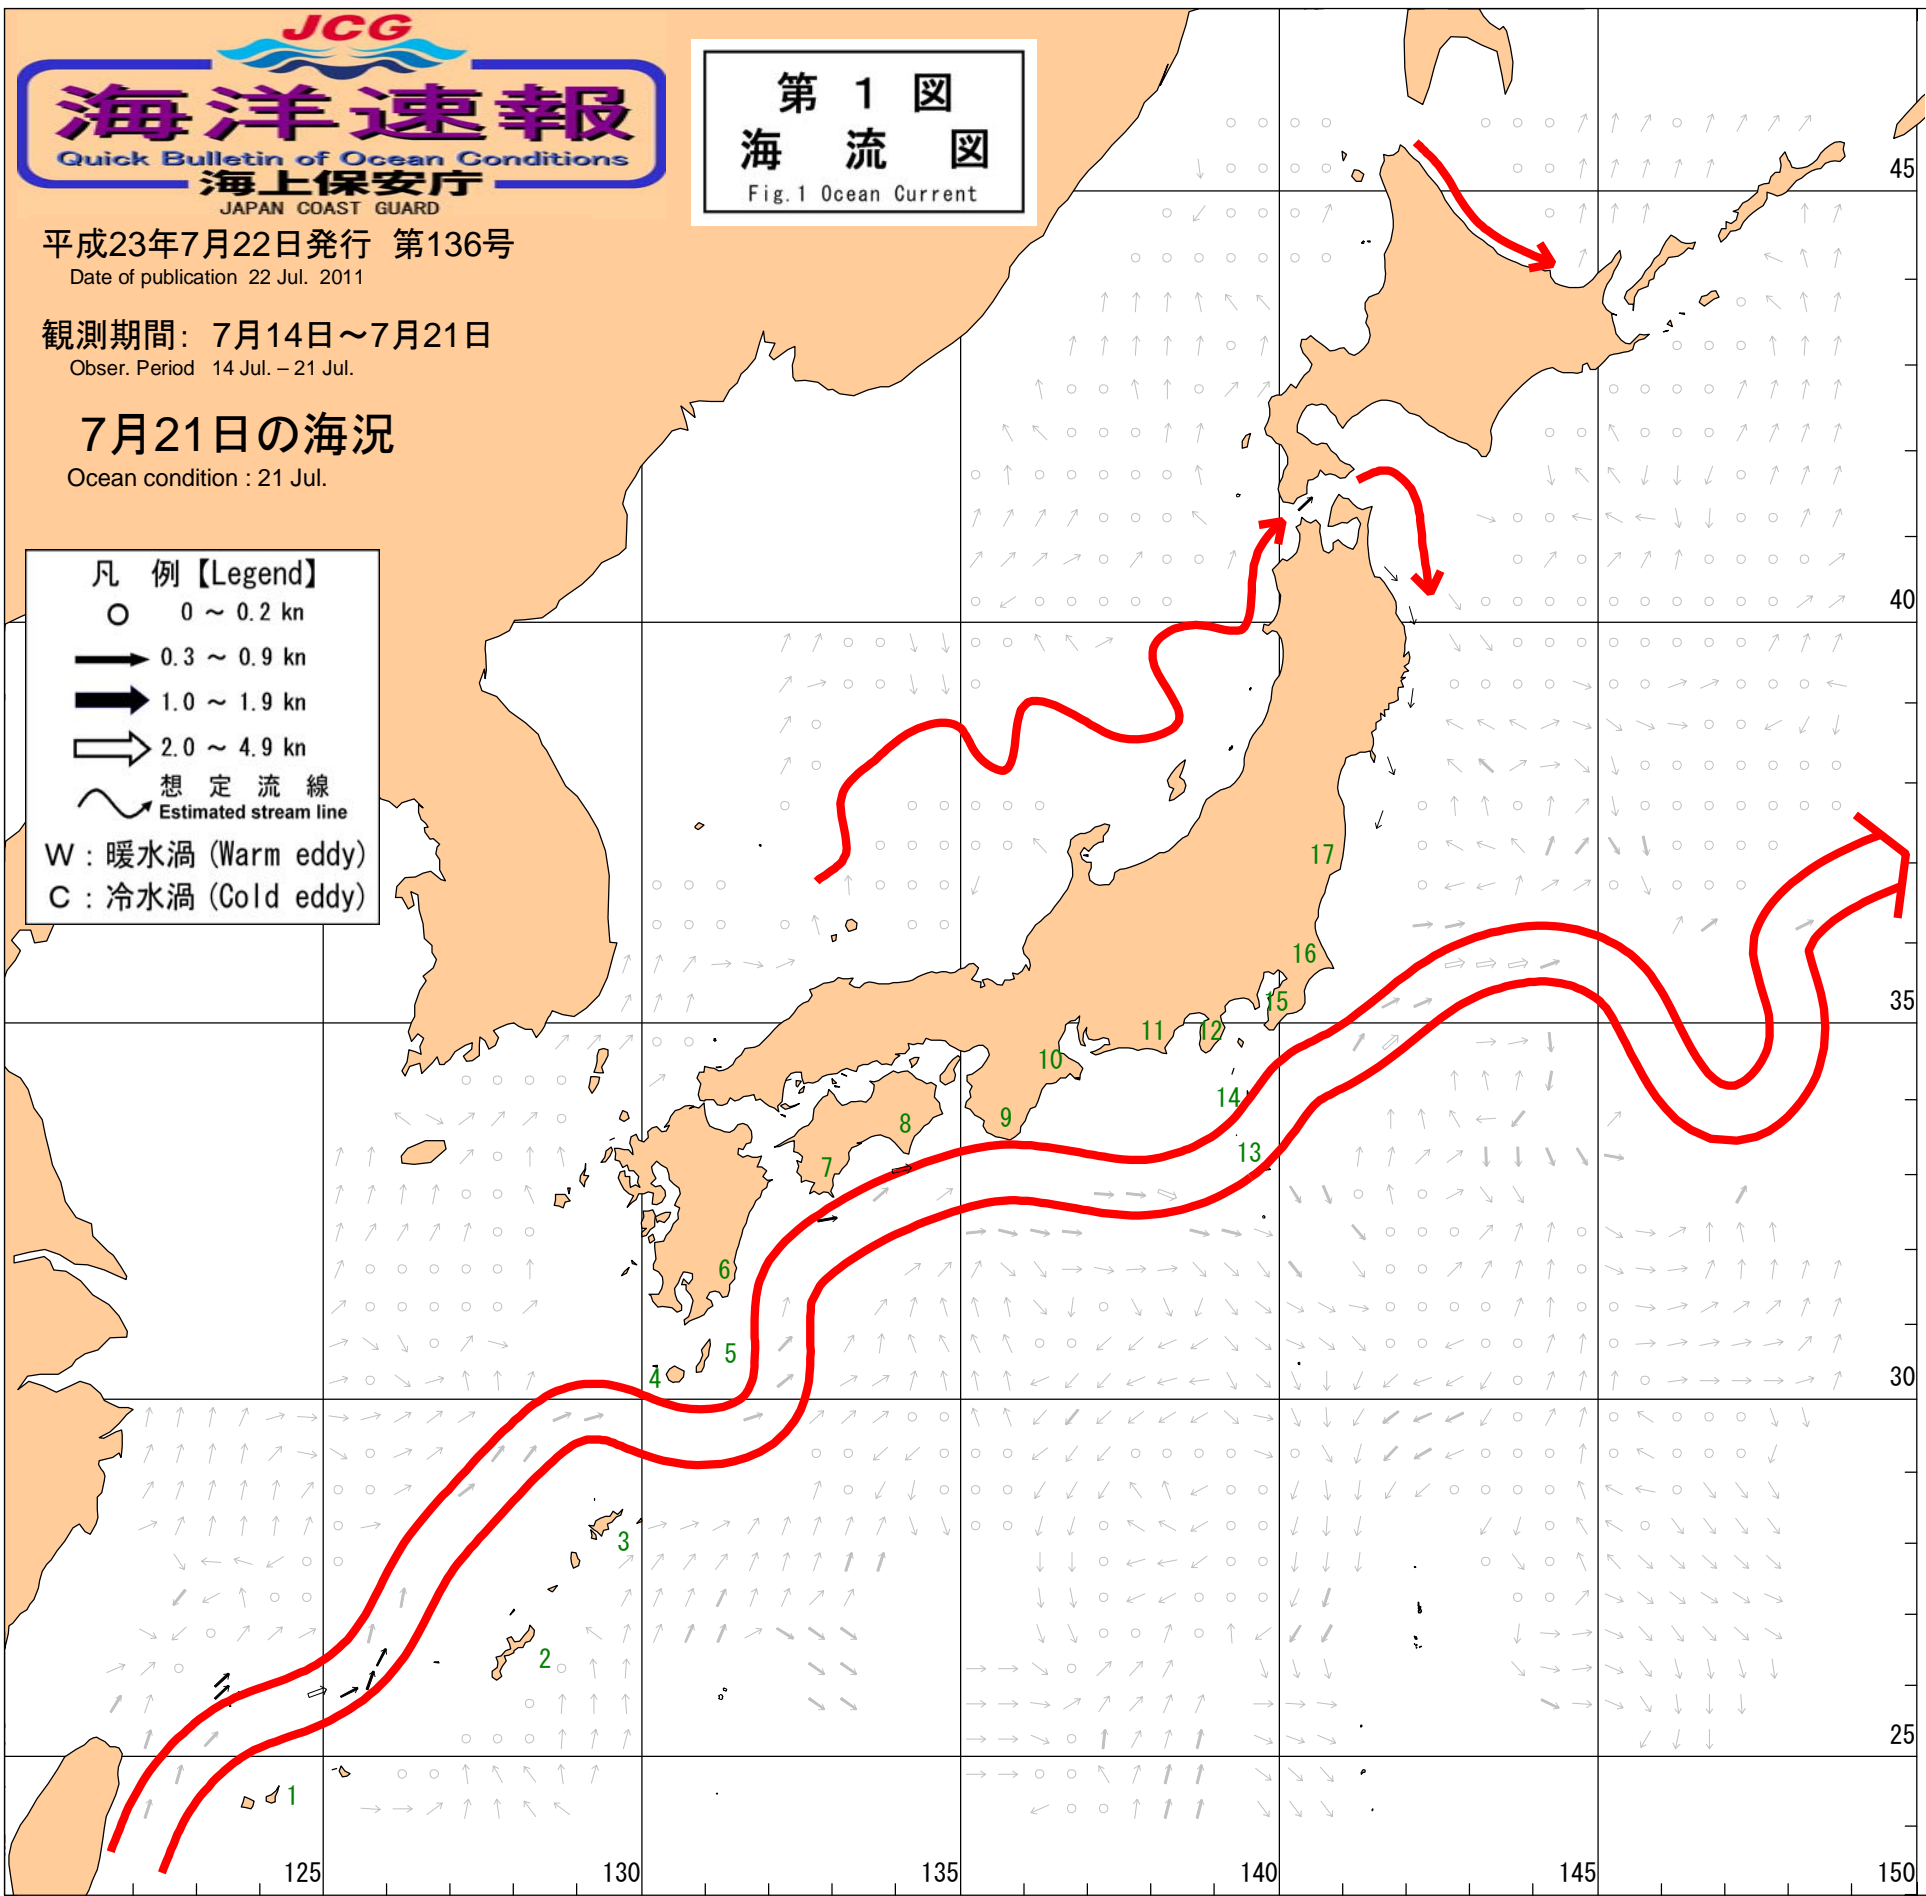 JCG
海洋速報
Quick Bulletin of Ocean Conditions
海上保安庁
JAPAN COAST GUARD
第 1 図
海 流 図
Fig.1 Ocean Current
平成23年7月22日発行 第136号
Date of publication 22 Jul. 2011
観測期間: 7月14日～7月21日
Obser. Period 14 Jul. – 21 Jul.
7月21日の海況
Ocean condition : 21 Jul.
凡 例【Legend】
0 ～ 0.2 kn
0.3 ～ 0.9 kn
1.0 ～ 1.9 kn
2.0 ～ 4.9 kn
想 定 流 線
Estimated stream line
W : 暖水渦 (Warm eddy)
C : 冷水渦 (Cold eddy)
45
40
17
16
35
15
11
12
10
14
9
8
13
7
6
5
4
30
3
2
25
1
125
130
135
140
145
150